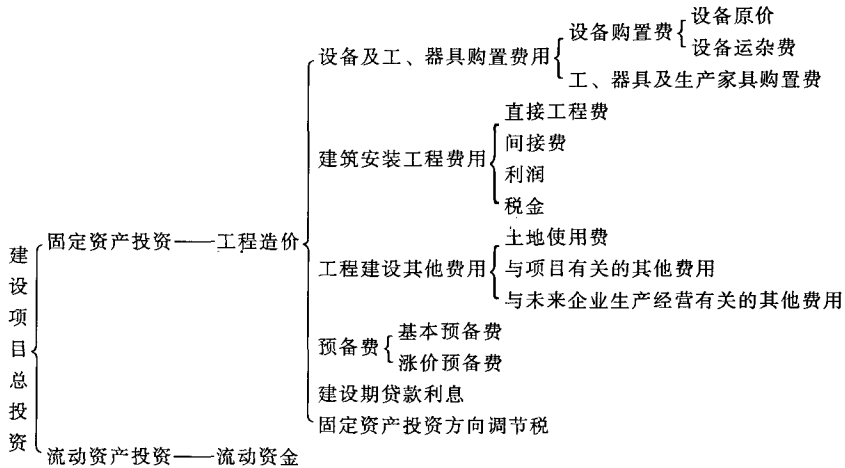 建设项目总投资
固定资产投资——工程造价
设备及工、器具购置费用
设备购置费
设备原价
设备运杂费
工、器具及生产家具购置费
建筑安装工程费用
直接工程费
间接费
利润
税金
工程建设其他费用
土地使用费
与项目有关的其他费用
与未来企业生产经营有关的其他费用
预备费
基本预备费
涨价预备费
建设期贷款利息
固定资产投资方向调节税
流动资产投资——流动资金